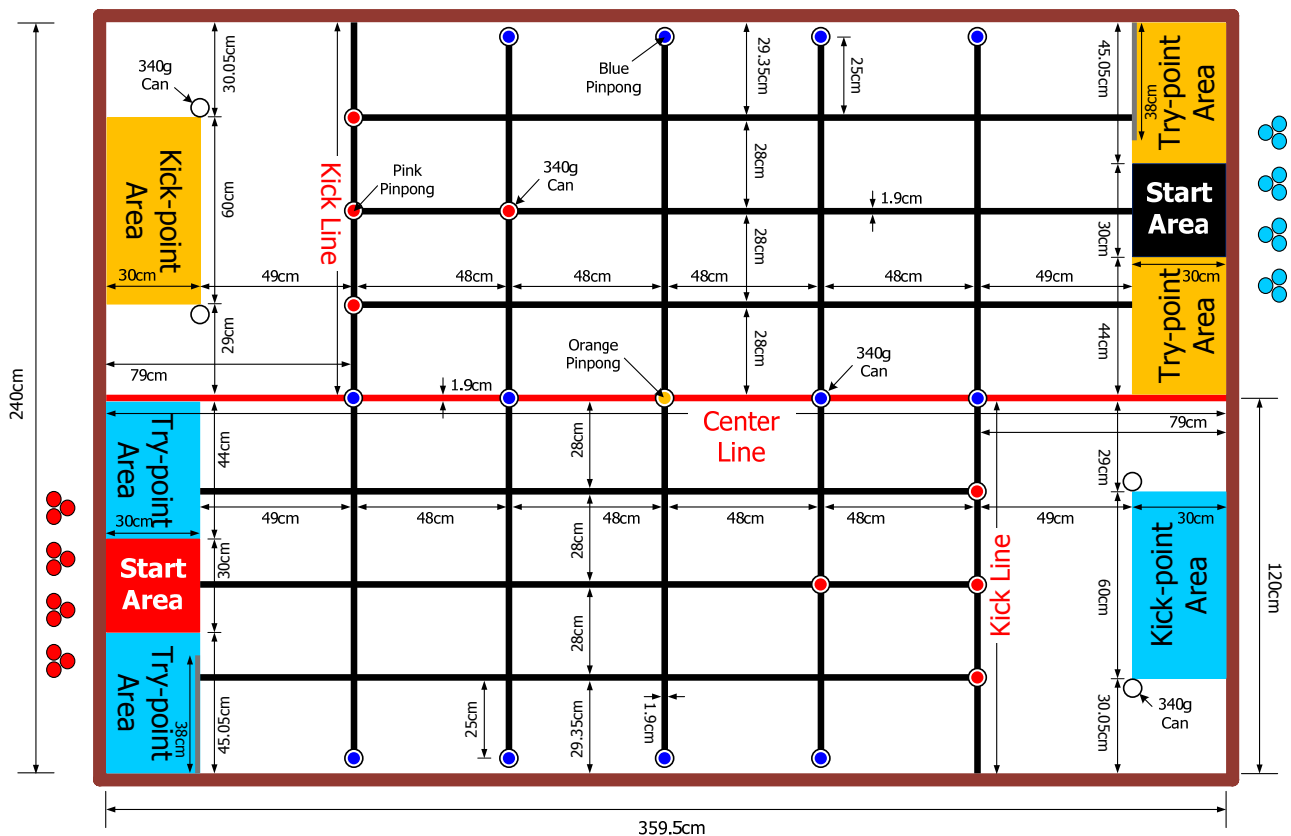 30.05cm
340g
Can
Kick-point
Area
60cm
30cm
49cm
29cm
79cm
Kick Line
Pink
Pinpong
340g
Can
Blue
Pinpong
29.35cm
25cm
28cm
1.9cm
28cm
48cm
48cm
48cm
48cm
49cm
28cm
45.05cm
38cm
Try-point
Area
Start
Area
30cm
30cm
Try-point
Area
44cm
Orange
Pinpong
340g
Can
1.9cm
240cm
Center
Line
79cm
Try-point
Area
44cm
30cm
49cm
48cm
48cm
48cm
48cm
49cm
28cm
29cm
30cm
Start
Area
30cm
28cm
28cm
Kick Line
60cm
Kick-point
Area
120cm
Try-point
Area
38cm
45.05cm
25cm
29.35cm
1.9cm
30.05cm
340g
Can
359.5cm